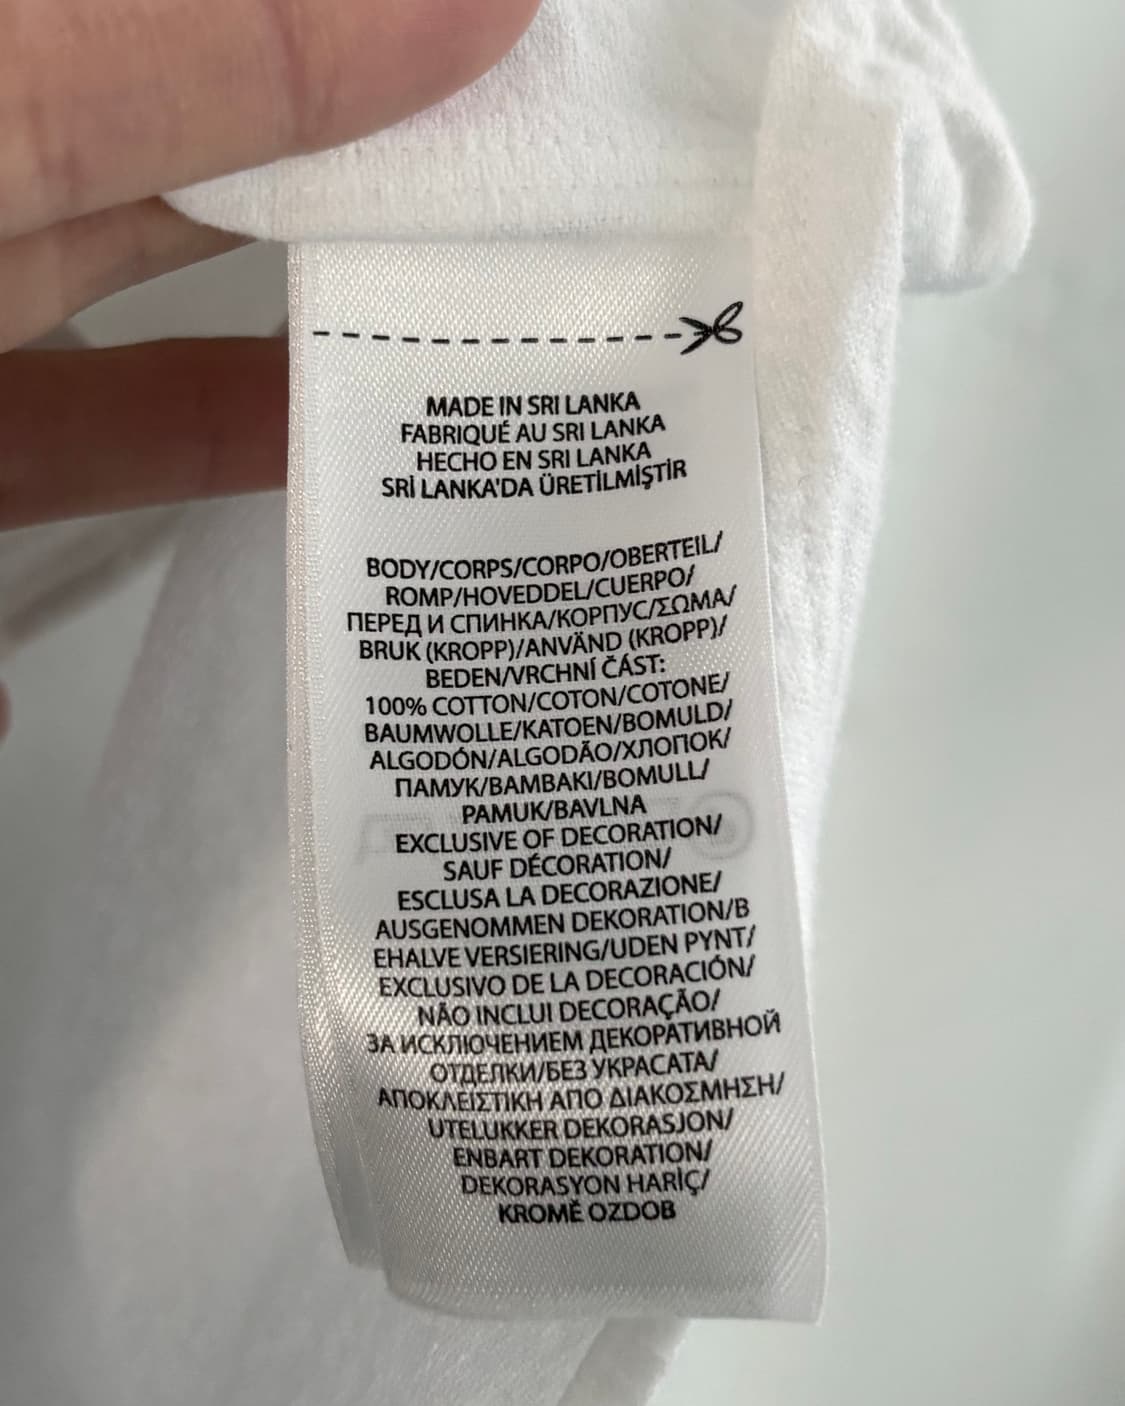 MADE IN SRI LANKA
FABRIQUÉ AU SRI LANKA
HECHO EN SRI LANKA
SRİ LANKA'DA ÜRETİLMİŞTİR
BODY/CORPS/CORPO/OBERTEIL/
ROMP/HOVEDDEL/CUERPO/
ПЕРЕД И СПИНКА/КОРПУС/ΣΩΜΑ/
BRUK (KROPP)/ANVÄND (KROPP)/
BEDEN/VRCHNÍ ČÁST:
100% COTTON/COTON/COTONE/
BAUMWOLLE/KATOEN/BOMULD/
ALGODÓN/ALGODÃO/ХЛОПОК/
ПАМУК/ΒΑΜΒΑΚΙ/BOMULL/
PAMUK/BAVLNA
EXCLUSIVE OF DECORATION/
SAUF DÉCORATION/
ESCLUSA LA DECORAZIONE/
AUSGENOMMEN DEKORATION/B
EHALVE VERSIERING/UDEN PYNT/
EXCLUSIVO DE LA DECORACIÓN/
NÃO INCLUI DECORAÇÃO/
ЗА ИСКЛЮЧЕНИЕМ ДЕКОРАТИВНОЙ
ОТДЕЛКИ/БЕЗ УКРАСАТА/
ΑΠΟΚΛΕΙΣΤΙΚΗ ΑΠΟ ΔΙΑΚΟΣΜΗΣΗ/
UTELUKKER DEKORASJON/
ENBART DEKORATION/
DEKORASYON HARİÇ/
KROMĚ OZDOB